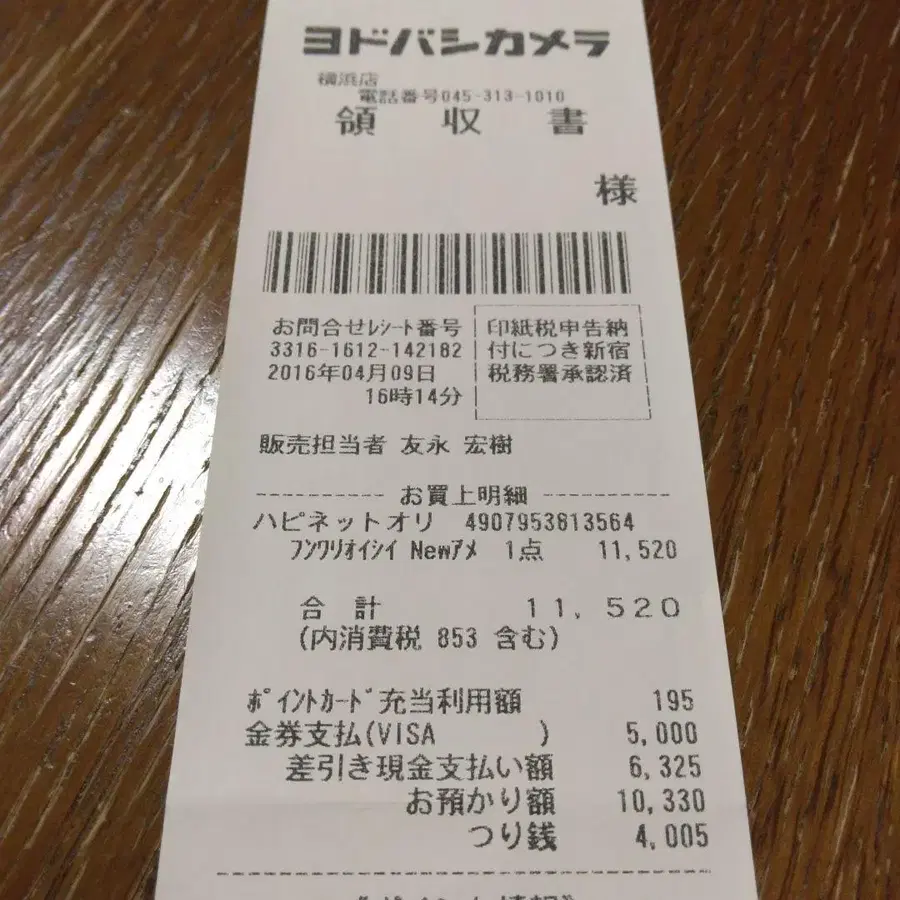 ヨドバシカメラ
横浜店
電話番号045-313-1010
領 収 書
様
お問合せﾚｼｰﾄ番号
3316-1612-142182
2016年04月09日
16時14分
印紙税申告納
付につき新宿
税務署承認済
販売担当者 友永 宏樹
---------- お買上明細 ----------
ハピネットオリ 4907953813564
ﾌﾝﾜﾘｵｲｼｲ Newｱﾒ 1点 11,520
合 計 11,520
(内消費税 853 含む)
ﾎﾟｲﾝﾄｶｰﾄﾞ充当利用額 195
金券支払(VISA ) 5,000
差引き現金支払い額 6,325
お預かり額 10,330
つり銭 4,005